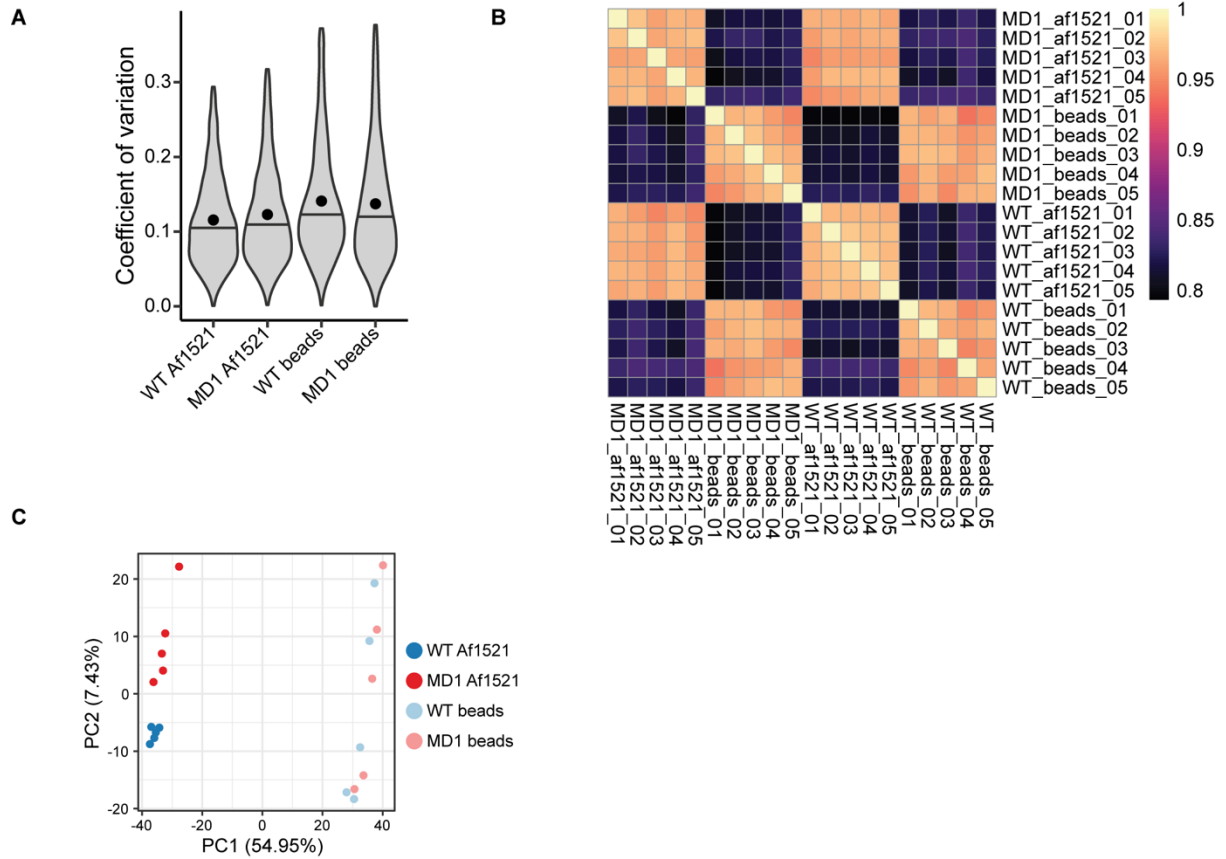 A
Coefficient of variation
0.3
0.2
0.1
0.0
WT Af1521
MD1 Af1521
WT beads
MD1 beads
B
MD1_af1521_01
MD1_af1521_02
MD1_af1521_03
MD1_af1521_04
MD1_af1521_05
MD1_beads_01
MD1_beads_02
MD1_beads_03
MD1_beads_04
MD1_beads_05
WT_af1521_01
WT_af1521_02
WT_af1521_03
WT_af1521_04
WT_af1521_05
WT_beads_01
WT_beads_02
WT_beads_03
WT_beads_04
WT_beads_05
MD1_af1521_01
MD1_af1521_02
MD1_af1521_03
MD1_af1521_04
MD1_af1521_05
MD1_beads_01
MD1_beads_02
MD1_beads_03
MD1_beads_04
MD1_beads_05
WT_af1521_01
WT_af1521_02
WT_af1521_03
WT_af1521_04
WT_af1521_05
WT_beads_01
WT_beads_02
WT_beads_03
WT_beads_04
WT_beads_05
1
0.95
0.9
0.85
0.8
C
PC2 (7.43%)
20
10
0
-10
-20
-40
-20
0
20
40
PC1 (54.95%)
WT Af1521
MD1 Af1521
WT beads
MD1 beads